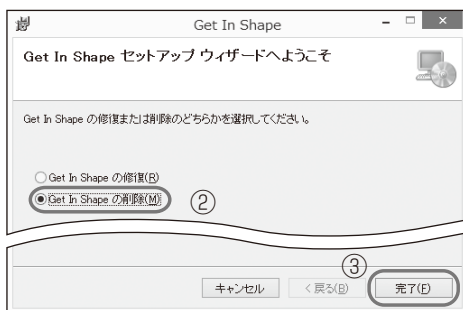 Get In Shape
Get In Shape セットアップ ウィザードへようこそ
Get In Shape の修復または削除のどちらかを選択してください。
Get In Shape の修復(R)
Get In Shape の削除(M)
②
③
キャンセル
< 戻る(B)
完了(F)